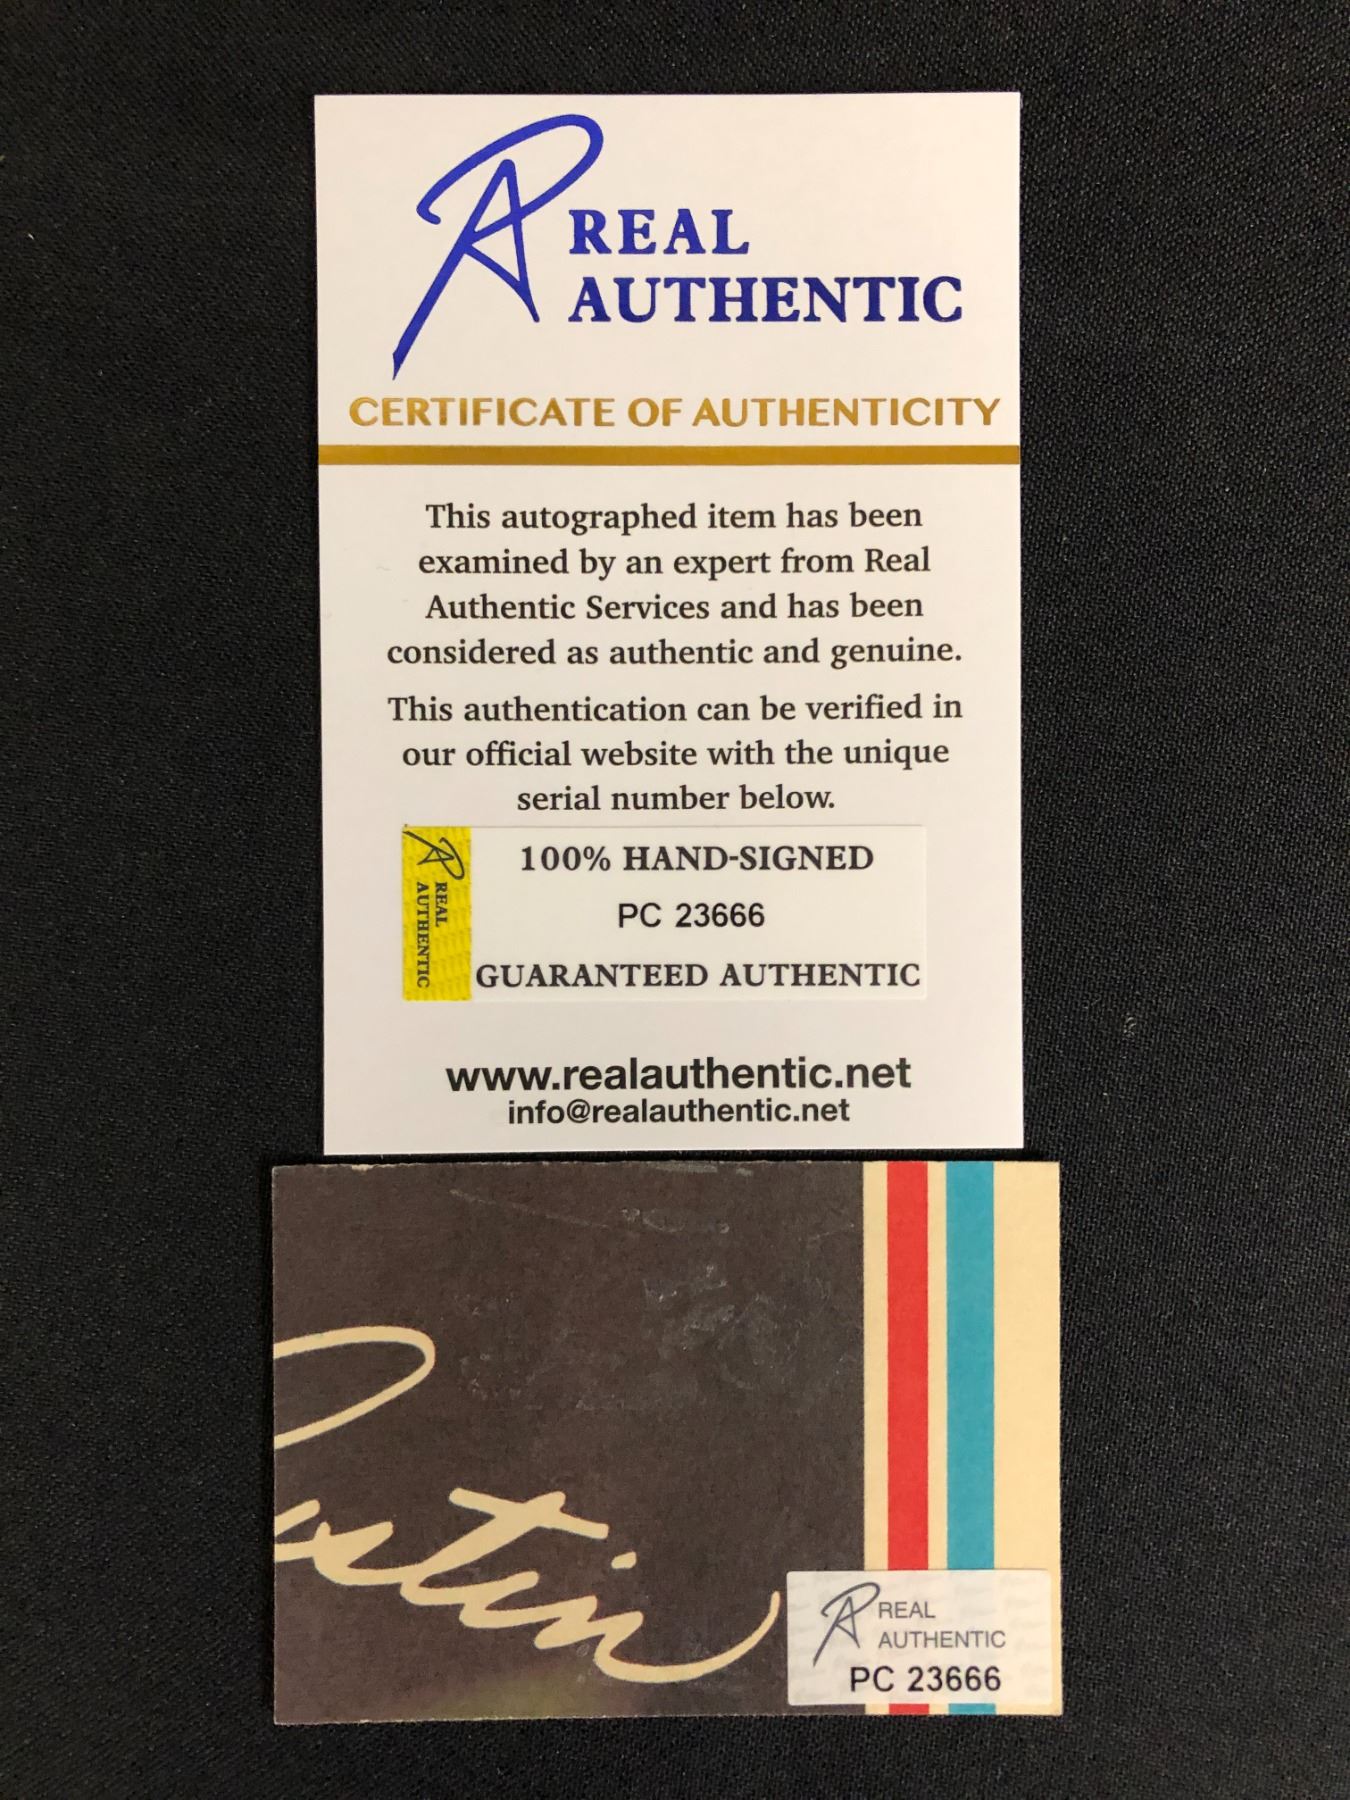 REAL
AUTHENTIC
CERTIFICATE OF AUTHENTICITY
This autographed item has been
examined by an expert from Real
Authentic Services and has been
considered as authentic and genuine.
This authentication can be verified in
our official website with the unique
serial number below.
REAL
AUTHENTIC
100% HAND-SIGNED
PC 23666
GUARANTEED AUTHENTIC
www.realauthentic.net
info@realauthentic.net
ustin
REAL
AUTHENTIC
PC 23666